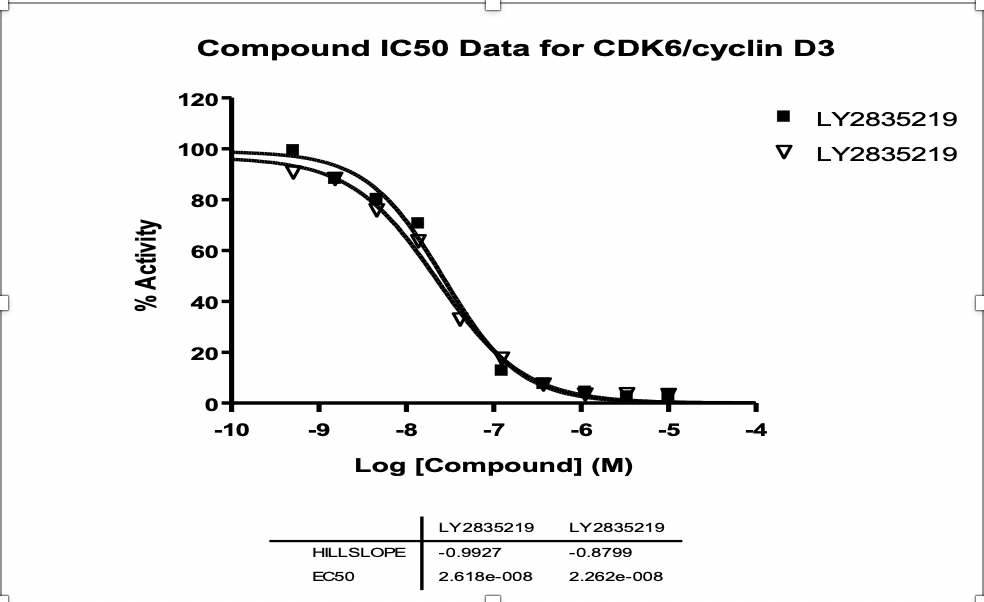 Compound IC50 Data for CDK6/cyclin D3
LY2835219
LY2835219
% Activity
120
100
80
60
40
20
0
-10 -9 -8 -7 -6 -5 -4
Log [Compound] (M)
LY2835219 LY2835219
HILLSLOPE -0.9927 -0.8799
EC50 2.618e-008 2.262e-008